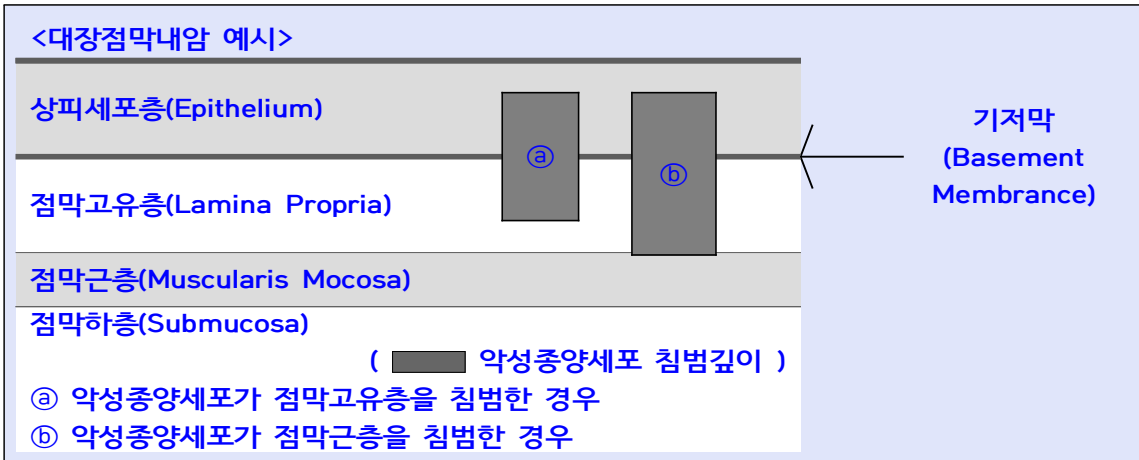 <대장점막내암 예시>
상피세포층(Epithelium)
기저막
(Basement
Membrance)
ⓐ
ⓑ
점막고유층(Lamina Propria)
점막근층(Muscularis Mocosa)
점막하층(Submucosa)
( 악성종양세포 침범깊이 )
ⓐ 악성종양세포가 점막고유층을 침범한 경우
ⓑ 악성종양세포가 점막근층을 침범한 경우